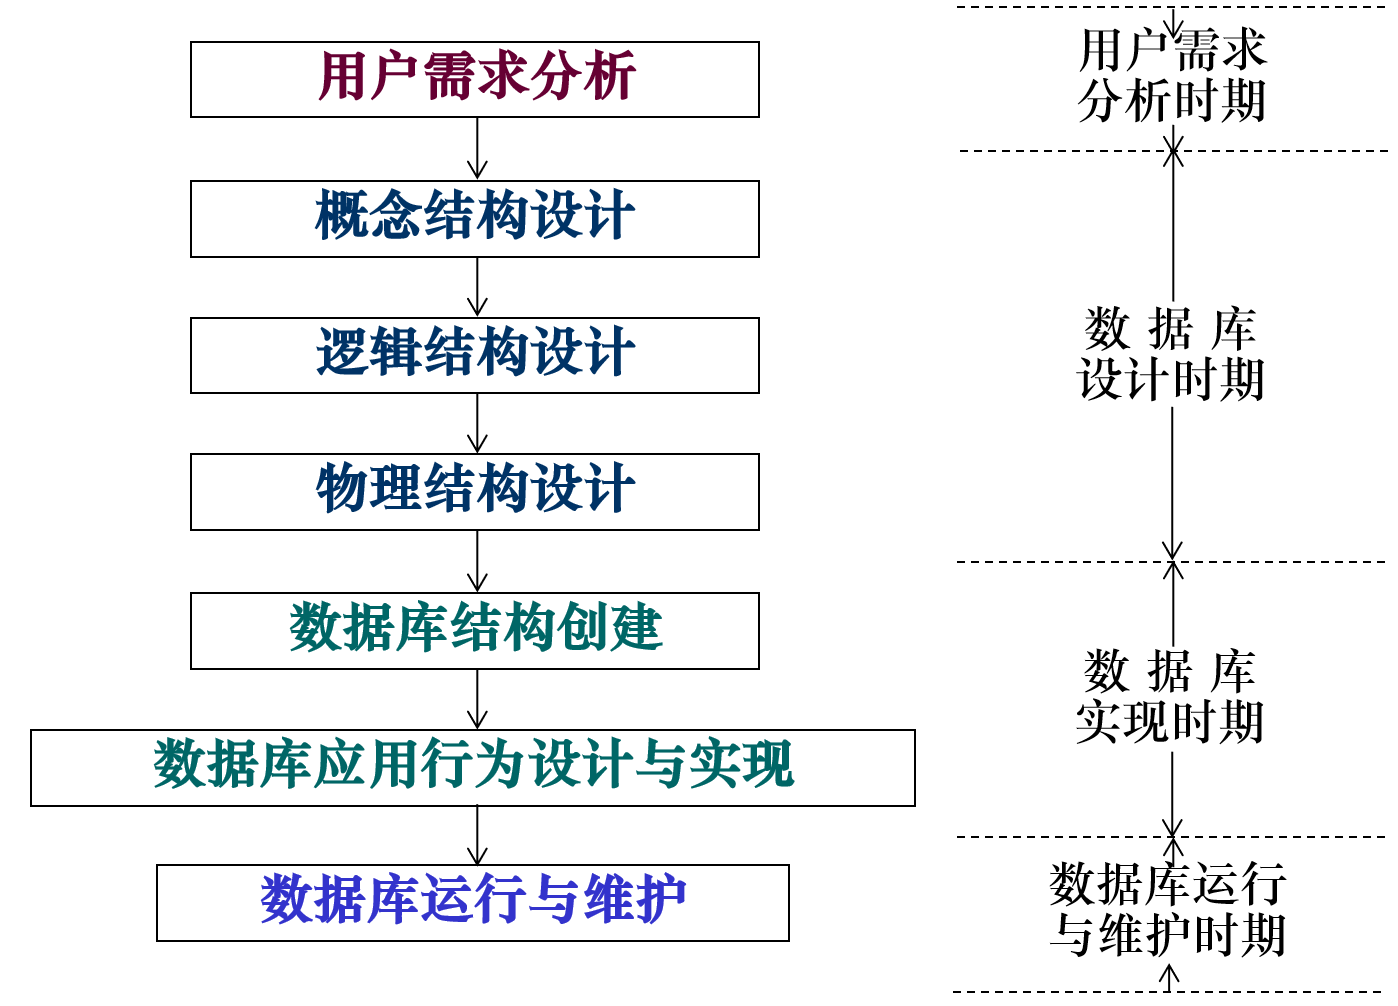 用户需求分析
概念结构设计
逻辑结构设计
物理结构设计
数据库结构创建
数据库应用行为设计与实现
数据库运行与维护
用户需求
分析时期
数 据 库
设计时期
数 据 库
实现时期
数据库运行
与维护时期